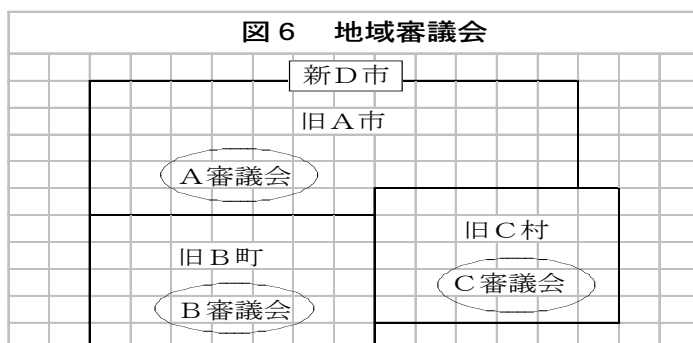 図６　地域審議会
新Ｄ市
旧Ａ市
Ａ審議会
旧Ｃ村
旧Ｂ町
Ｃ審議会
Ｂ審議会